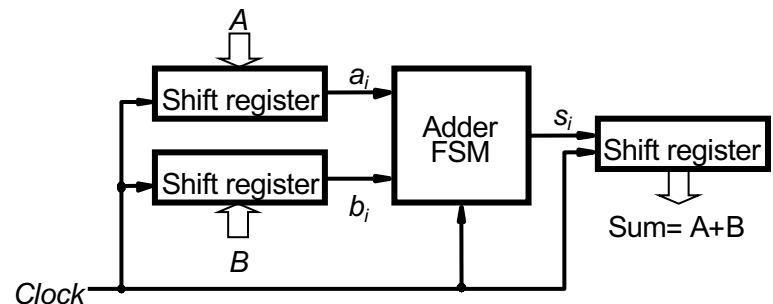 A
Shift register
a_i
Adder
FSM
s_i
Shift register
Shift register
b_i
B
Sum= A+B
Clock